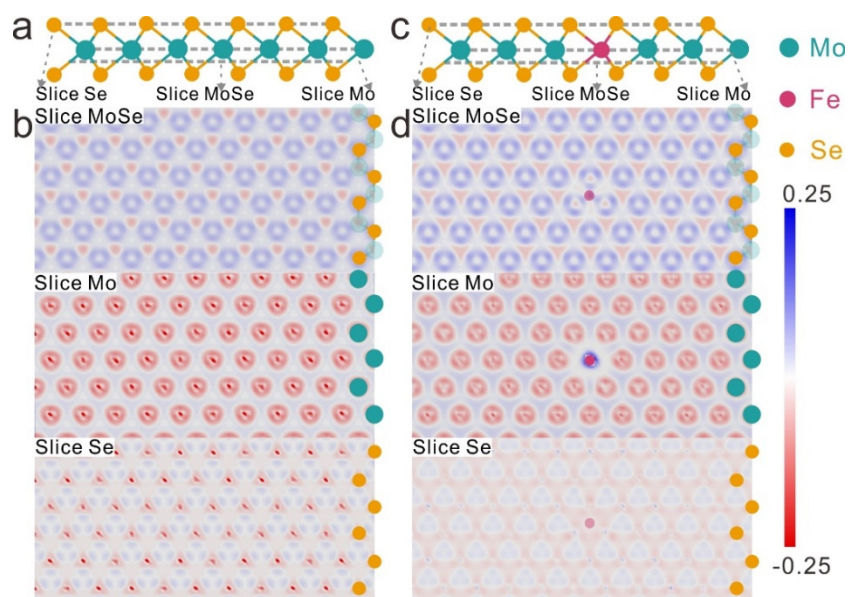 a
Slice Se Slice MoSe Slice Mo
b
Slice MoSe
Slice Mo
Slice Se
c
Slice Se Slice MoSe Slice Mo
d
Slice MoSe
Slice Mo
Slice Se
Mo
Fe
Se
0.25
-0.25